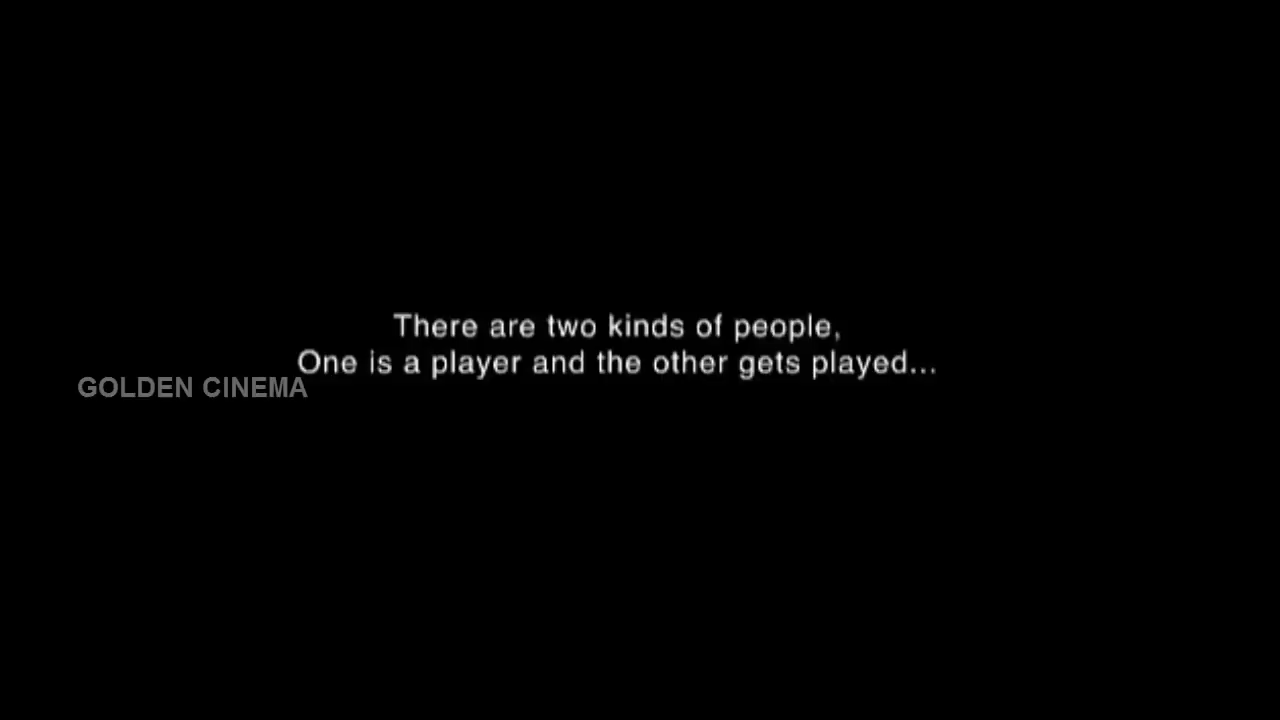 There are two kinds of people,
One is a player and the other gets played...
GOLDEN CINEMA